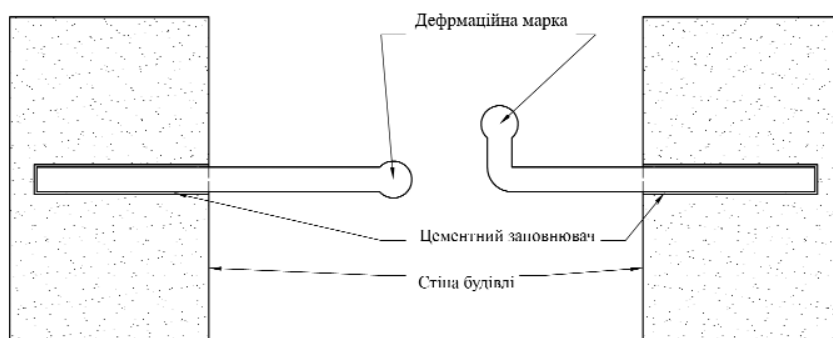 Дефрмаційна марка
Цементний заповнювач
Стіна будівлі